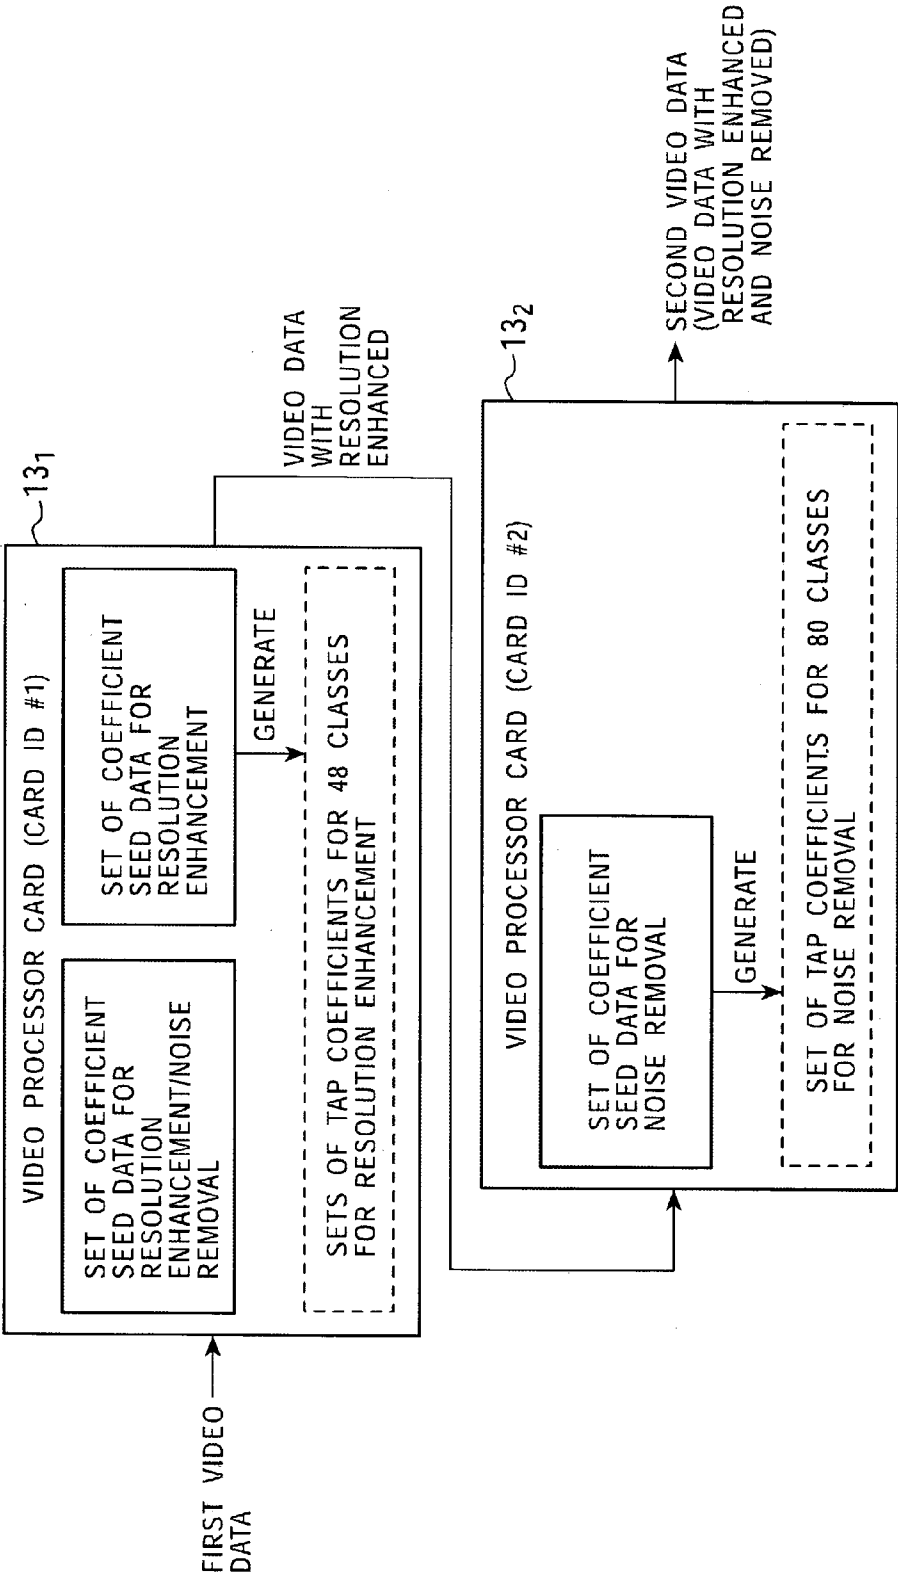 FIRST VIDEO
DATA
VIDEO PROCESSOR CARD (CARD ID #1)
13₁
SET OF COEFFICIENT
SEED DATA FOR
RESOLUTION
ENHANCEMENT/NOISE
REMOVAL
SET OF COEFFICIENT
SEED DATA FOR
RESOLUTION
ENHANCEMENT
GENERATE
SETS OF TAP COEFFICIENTS FOR 48 CLASSES
FOR RESOLUTION ENHANCEMENT
VIDEO DATA
WITH
RESOLUTION
ENHANCED
VIDEO PROCESSOR CARD (CARD ID #2)
13₂
SET OF COEFFICIENT
SEED DATA FOR
NOISE REMOVAL
GENERATE
SET OF TAP COEFFICIENTS FOR 80 CLASSES
FOR NOISE REMOVAL
SECOND VIDEO DATA
(VIDEO DATA WITH
RESOLUTION ENHANCED
AND NOISE REMOVED)